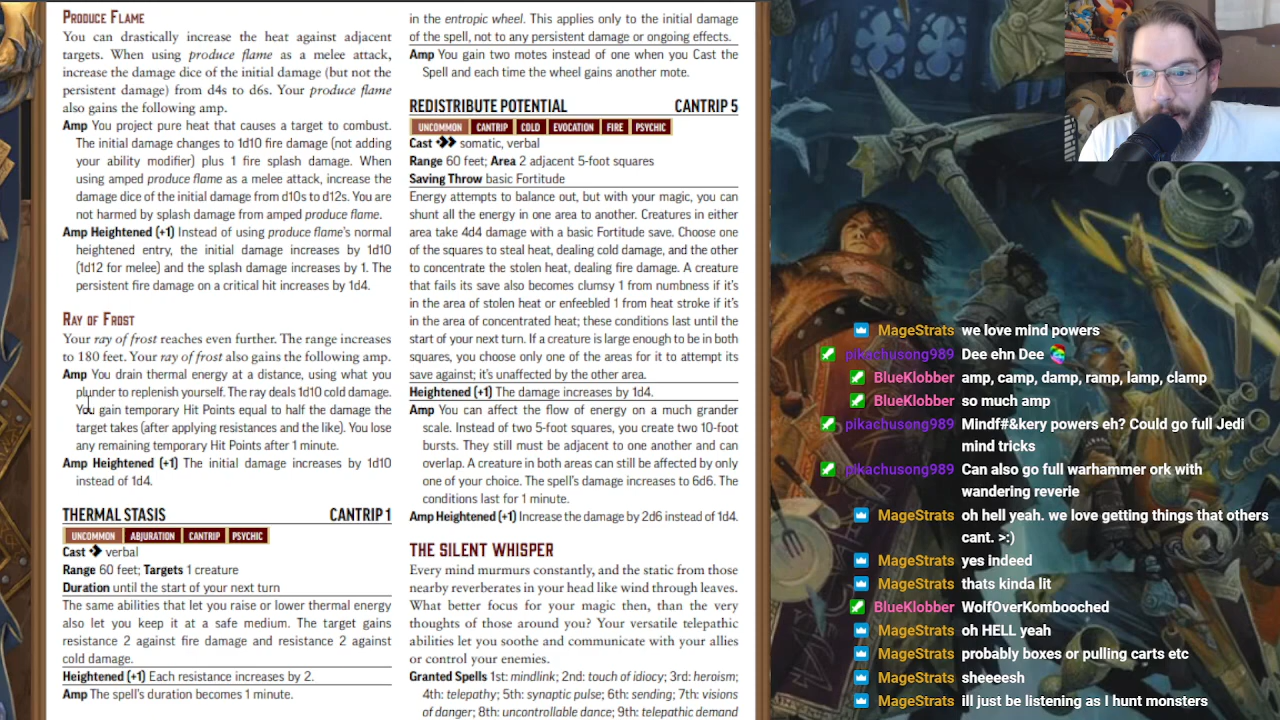 PRODUCE FLAME
You can drastically increase the heat against adjacent
targets. When using produce flame as a melee attack,
increase the damage dice of the initial damage (but not the
persistent damage) from d4s to d6s. Your produce flame
also gains the following amp.
Amp You project pure heat that causes a target to combust.
The initial damage changes to 1d10 fire damage (not adding
your ability modifier) plus 1 fire splash damage. When
using amped produce flame as a melee attack, increase the
damage dice of the initial damage from d10s to d12s. You are
not harmed by splash damage from amped produce flame.
Amp Heightened (+1) Instead of using produce flame's normal
heightened entry, the initial damage increases by 1d10
(1d12 for melee) and the splash damage increases by 1. The
persistent fire damage on a critical hit increases by 1d4.
RAY OF FROST
Your ray of frost reaches even further. The range increases
to 180 feet. Your ray of frost also gains the following amp.
Amp You drain thermal energy at a distance, using what you
plunder to replenish yourself. The ray deals 1d10 cold damage.
You gain temporary Hit Points equal to half the damage the
target takes (after applying resistances and the like). You lose
any remaining temporary Hit Points after 1 minute.
Amp Heightened (+1) The initial damage increases by 1d10
instead of 1d4.
THERMAL STASIS CANTRIP 1
UNCOMMON ABJURATION CANTRIP PSYCHIC
Cast verbal
Range 60 feet; Targets 1 creature
Duration until the start of your next turn
The same abilities that let you raise or lower thermal energy
also let you keep it at a safe medium. The target gains
resistance 2 against fire damage and resistance 2 against
cold damage.
Heightened (+1) Each resistance increases by 2.
Amp The spell's duration becomes 1 minute.
in the entropic wheel. This applies only to the initial damage
of the spell, not to any persistent damage or ongoing effects.
Amp You gain two motes instead of one when you Cast the
Spell and each time the wheel gains another mote.
REDISTRIBUTE POTENTIAL CANTRIP 5
UNCOMMON CANTRIP COLD EVOCATION FIRE PSYCHIC
Cast somatic, verbal
Range 60 feet; Area 2 adjacent 5-foot squares
Saving Throw basic Fortitude
Energy attempts to balance out, but with your magic, you can
shunt all the energy in one area to another. Creatures in either
area take 4d4 damage with a basic Fortitude save. Choose one
of the squares to steal heat, dealing cold damage, and the other
to concentrate the stolen heat, dealing fire damage. A creature
that fails its save also becomes clumsy 1 from numbness if it's
in the area of stolen heat or enfeebled 1 from heat stroke if it's
in the area of concentrated heat; these conditions last until the
start of your next turn. If a creature is large enough to be in both
squares, you choose only one of the areas for it to attempt its
save against; it's unaffected by the other area.
Heightened (+1) The damage increases by 1d4.
Amp You can affect the flow of energy on a much grander
scale. Instead of two 5-foot squares, you create two 10-foot
bursts. They still must be adjacent to one another and can
overlap. A creature in both areas can still be affected by only
one of your choice. The spell's damage increases to 6d6. The
conditions last for 1 minute.
Amp Heightened (+1) Increase the damage by 2d6 instead of 1d4.
THE SILENT WHISPER
Every mind murmurs constantly, and the static from those
nearby reverberates in your head like wind through leaves.
What better focus for your magic then, than the very
thoughts of those around you? Your versatile telepathic
abilities let you soothe and communicate with your allies
or control your enemies.
Granted Spells 1st: mindlink; 2nd: touch of idiocy; 3rd: heroism;
4th: telepathy; 5th: synaptic pulse; 6th: sending; 7th: visions
of danger; 8th: uncontrollable dance; 9th: telepathic demand
MageStrats we love mind powers
pikachusong989 Dee ehn Dee
BlueKlobber amp, camp, damp, ramp, lamp, clamp
BlueKlobber so much amp
pikachusong989 Mindf#&kery powers eh? Could go full Jedi
mind tricks
pikachusong989 Can also go full warhammer ork with
wandering reverie
MageStrats oh hell yeah. we love getting things that others
cant. >:)
MageStrats yes indeed
MageStrats thats kinda lit
BlueKlobber WolfOverKombooched
MageStrats oh HELL yeah
MageStrats probably boxes or pulling carts etc
MageStrats sheeeesh
MageStrats ill just be listening as I hunt monsters